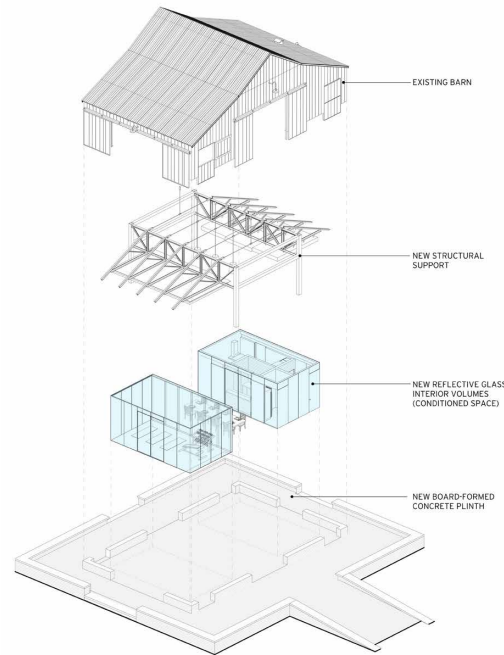 EXISTING BARN
NEW STRUCTURAL
SUPPORT
NEW REFLECTIVE GLASS
INTERIOR VOLUMES
(CONDITIONED SPACE)
NEW BOARD-FORMED
CONCRETE PLINTH